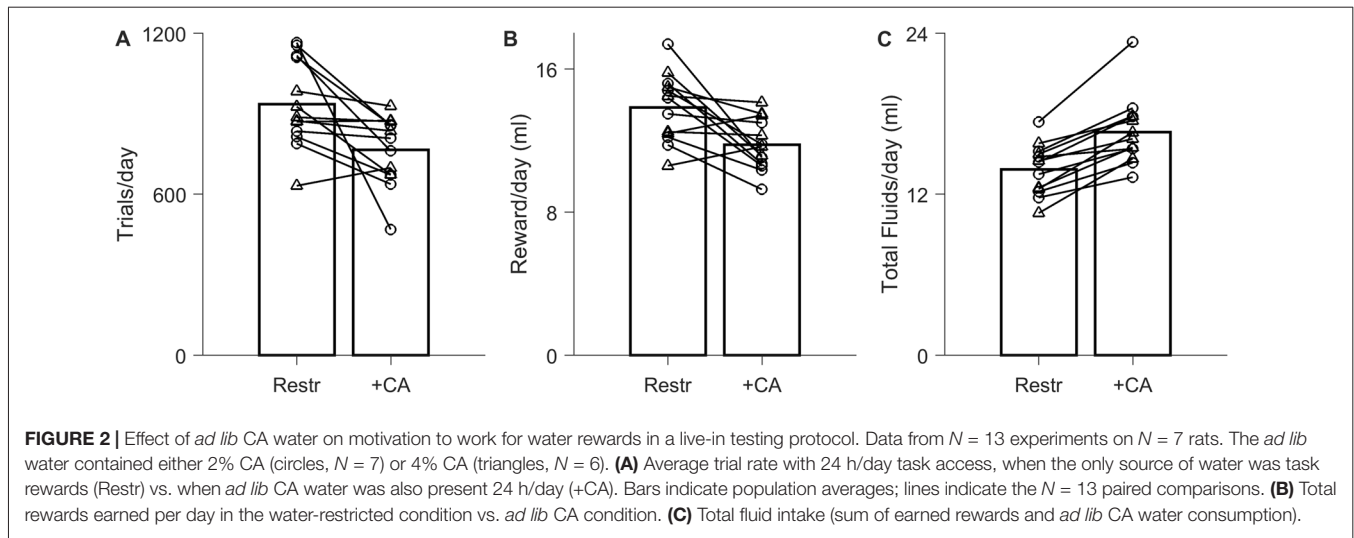 A
1200
600
0
Trials/day
Restr
+CA
B
16
8
0
Reward/day (ml)
Restr
+CA
C
24
12
0
Total Fluids/day (ml)
Restr
+CA
FIGURE 2 | Effect of ad lib CA water on motivation to work for water rewards in a live-in testing protocol. Data from N = 13 experiments on N = 7 rats. The ad lib
water contained either 2% CA (circles, N = 7) or 4% CA (triangles, N = 6). (A) Average trial rate with 24 h/day task access, when the only source of water was task
rewards (Restr) vs. when ad lib CA water was also present 24 h/day (+CA). Bars indicate population averages; lines indicate the N = 13 paired comparisons. (B) Total
rewards earned per day in the water-restricted condition vs. ad lib CA condition. (C) Total fluid intake (sum of earned rewards and ad lib CA water consumption).